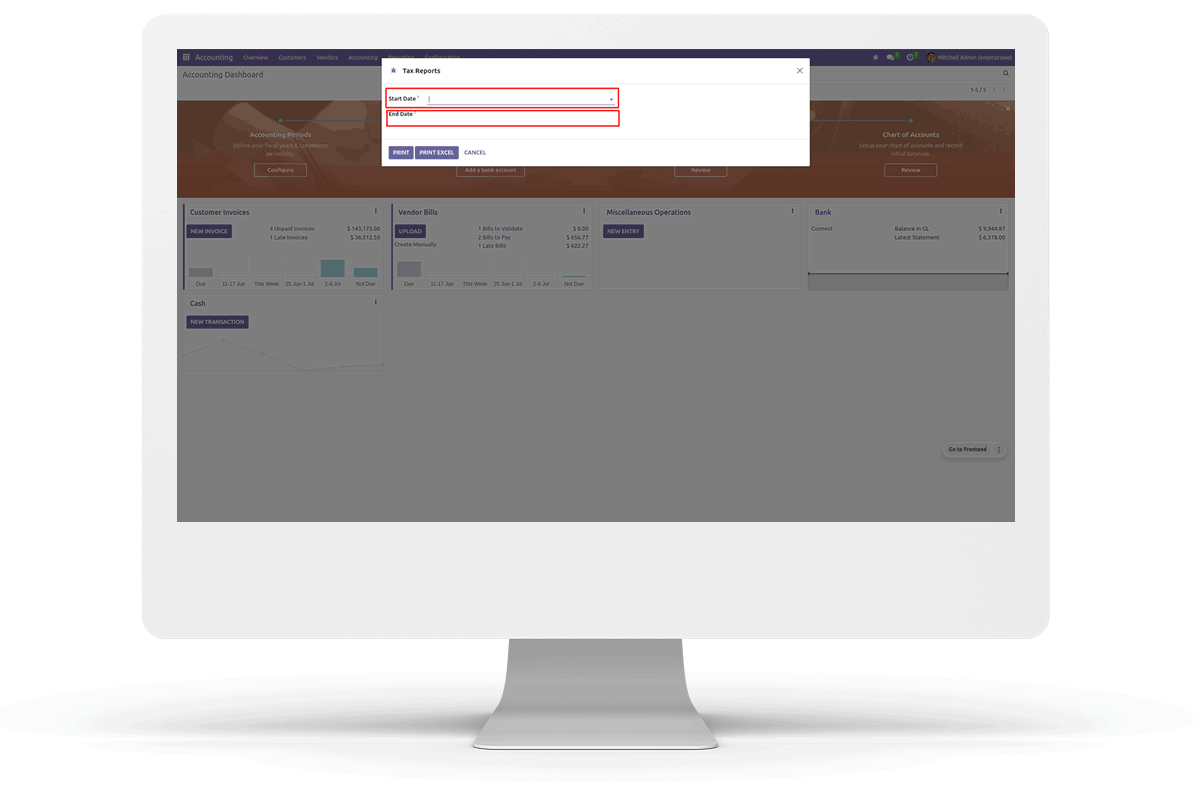 Accounting Overview Customers Vendors Accounting Reporting Configuration Mitchell Admin (enterprisee)
Accounting Dashboard
1-5 / 5
Tax Reports
Start Date ?
End Date ?
PRINT PRINT EXCEL CANCEL
Accounting Periods
Define your fiscal years & tax returns
periodicity.
Configure
Add a bank account
Review
Chart of Accounts
Setup your chart of accounts and record
initial balances.
Review
Customer Invoices
NEW INVOICE
4 Unpaid Invoices $ 143,175.00
1 Late Invoices $ 36,512.50
Due 11-17 Jun This Week 25 Jun-1 Jul 2-8 Jul Not Due
Vendor Bills
UPLOAD
Create Manually
1 Bills to Validate $ 0.00
2 Bills to Pay $ 656.77
1 Late Bills $ 622.27
Due 11-17 Jun This Week 25 Jun-1 Jul 2-8 Jul Not Due
Miscellaneous Operations
NEW ENTRY
Bank
Connect
Balance in GL $ 9,944.87
Latest Statement $ 6,378.00
Cash
NEW TRANSACTION
Go to Frontend